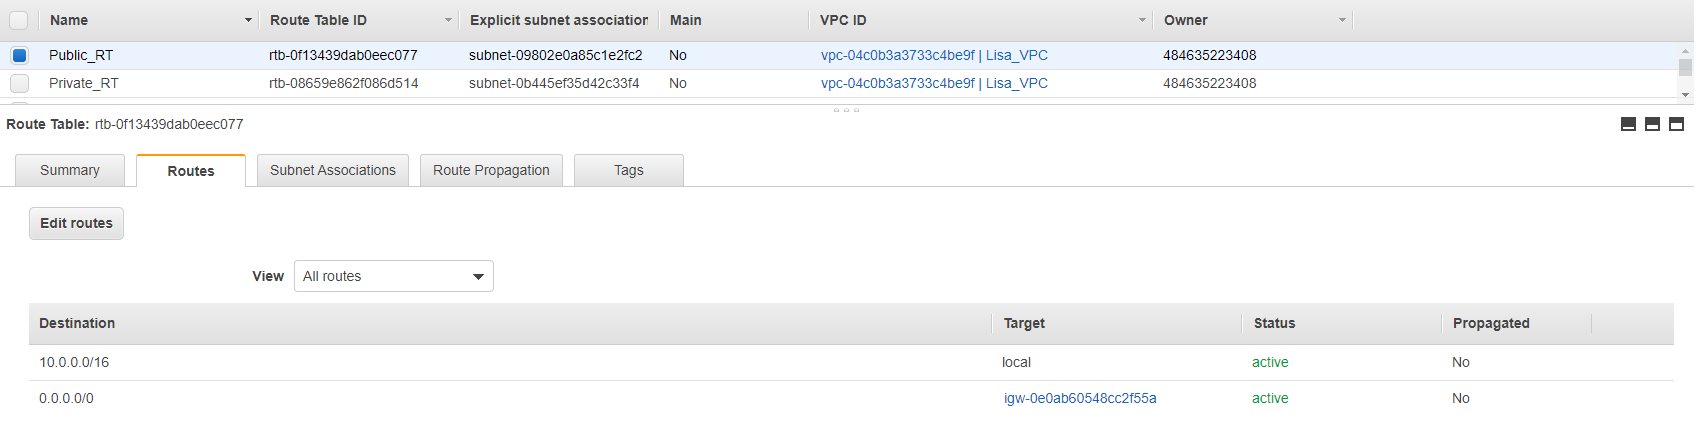 Name Route Table ID Explicit subnet association Main VPC ID Owner
Public_RT rtb-0f13439dab0eec077 subnet-09802e0a85c1e2fc2 No vpc-04c0b3a3733c4be9f | Lisa_VPC 484635223408
Private_RT rtb-08659e862f086d514 subnet-0b445ef35d42c33f4 No vpc-04c0b3a3733c4be9f | Lisa_VPC 484635223408
Route Table: rtb-0f13439dab0eec077
Summary Routes Subnet Associations Route Propagation Tags
Edit routes
View All routes
Destination Target Status Propagated
10.0.0.0/16 local active No
0.0.0.0/0 igw-0e0ab60548cc2f55a active No